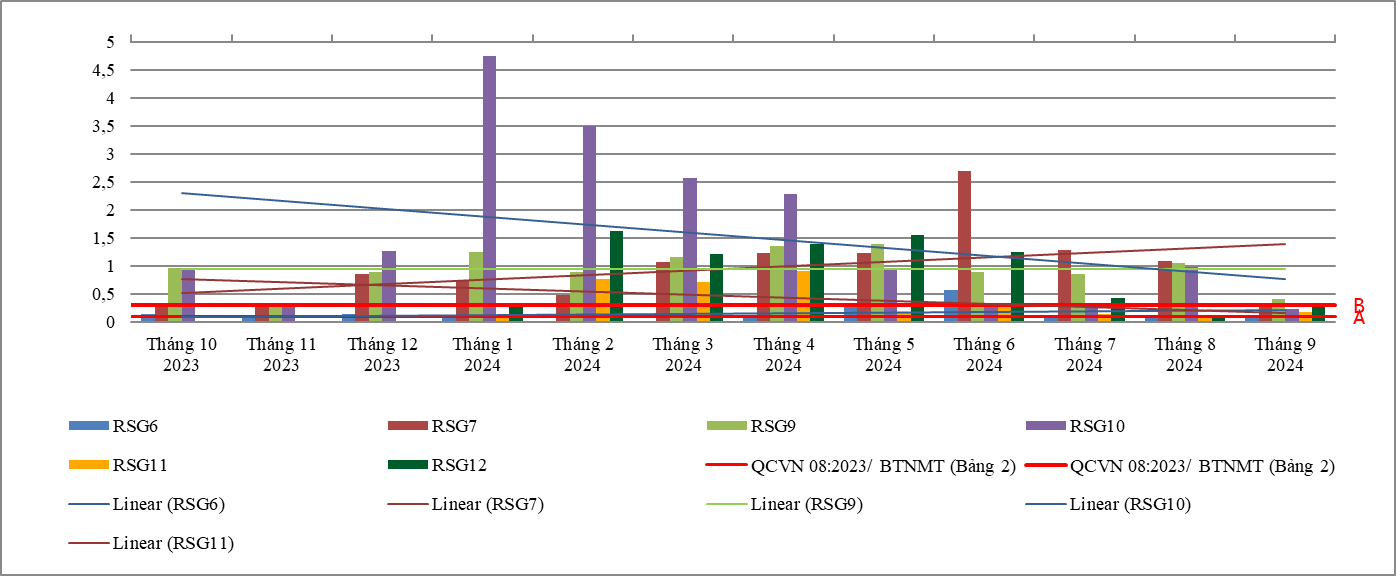 5
4,5
4
3,5
3
2,5
2
1,5
1
0,5
0
B
A
Tháng 10 Tháng 11 Tháng 12 Tháng 1 Tháng 2 Tháng 3 Tháng 4 Tháng 5 Tháng 6 Tháng 7 Tháng 8 Tháng 9
2023 2023 2023 2024 2024 2024 2024 2024 2024 2024 2024 2024
RSG6 RSG7 RSG9 RSG10
RSG11 RSG12 QCVN 08:2023/ BTNMT (Bảng 2) QCVN 08:2023/ BTNMT (Bảng 2)
Linear (RSG6) Linear (RSG7) Linear (RSG9) Linear (RSG10)
Linear (RSG11)